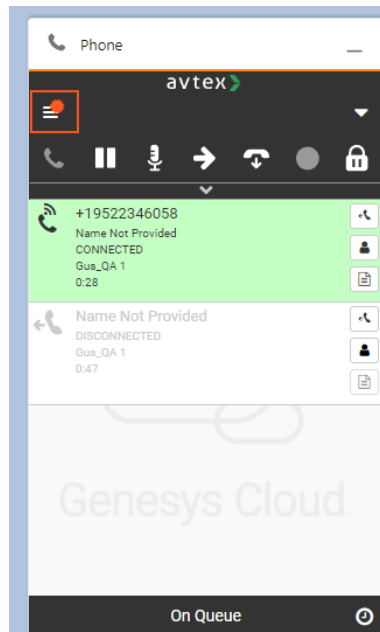 Phone
avtex
+19522346058
Name Not Provided
CONNECTED
Gus_QA 1
0:28
Name Not Provided
DISCONNECTED
Gus_QA 1
0:47
Genesys Cloud.
On Queue